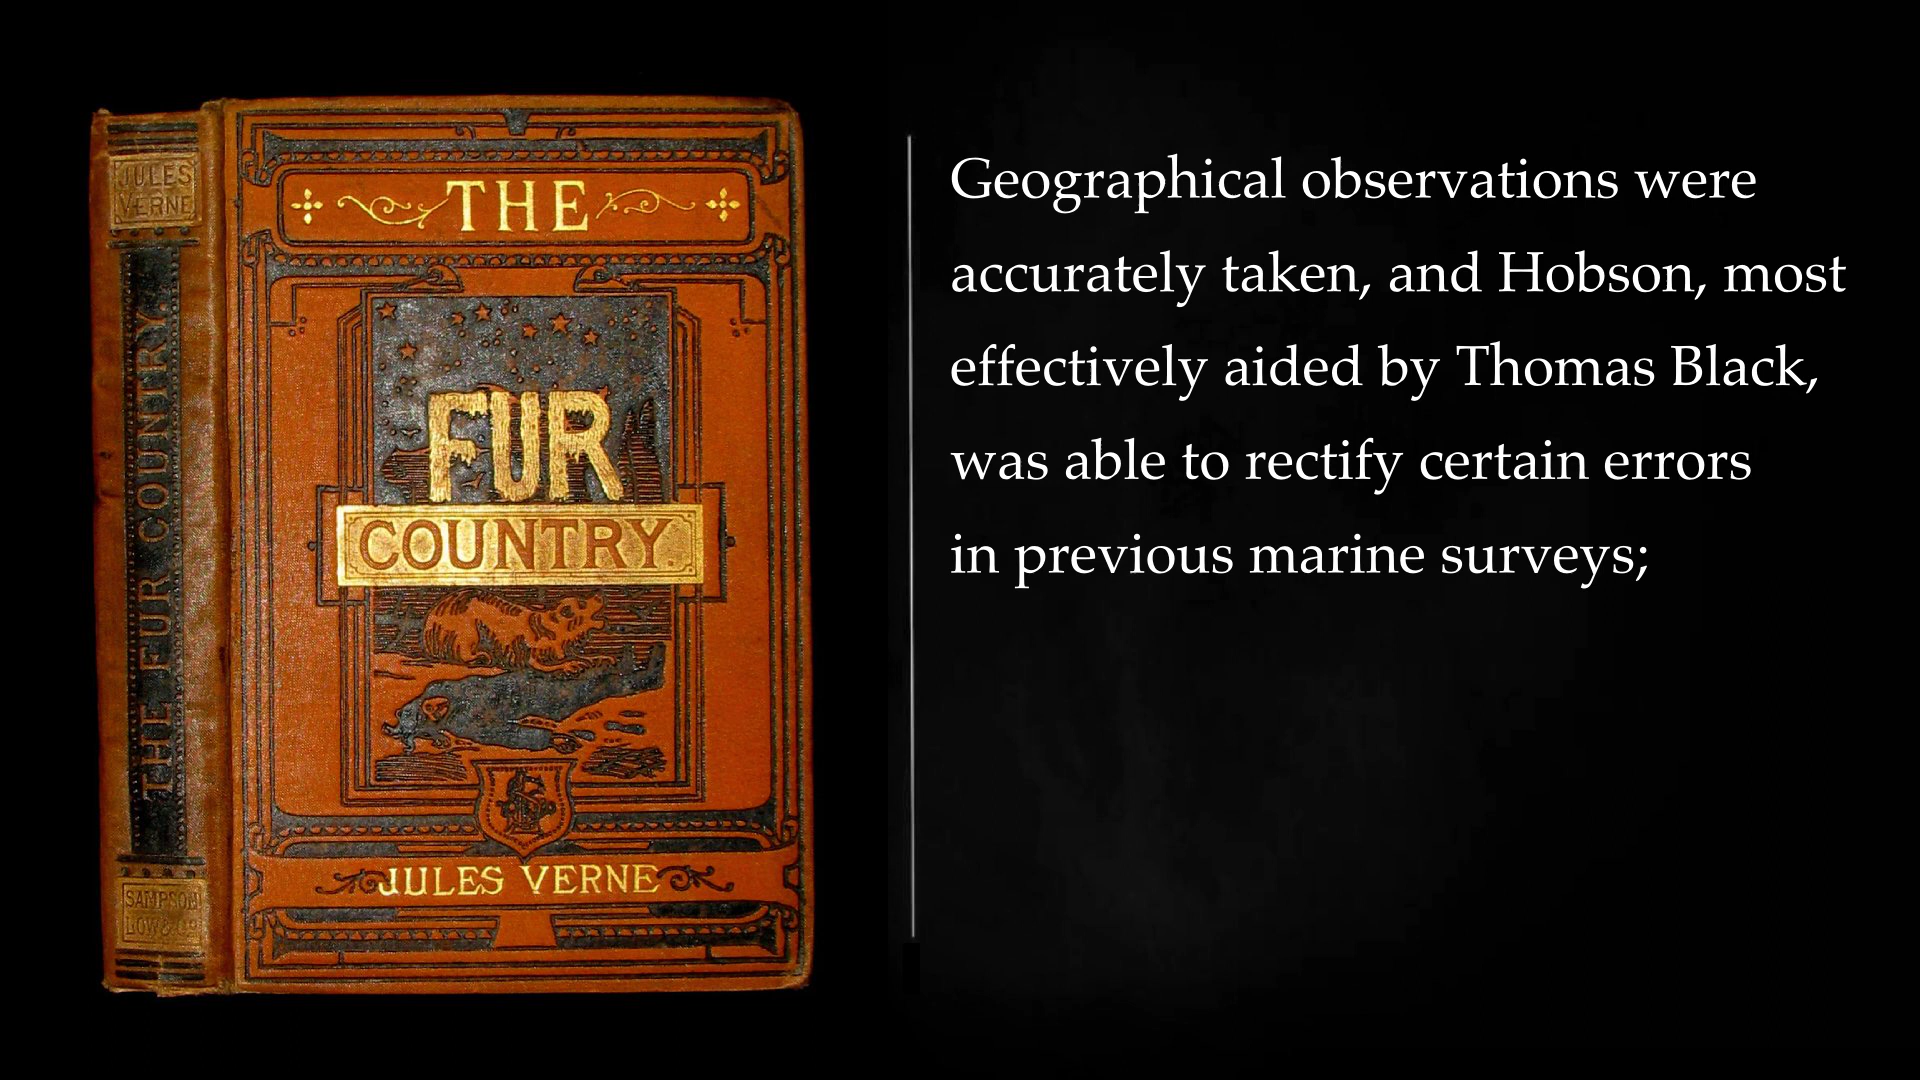 JULES
VERNE
THE FUR COUNTRY.
SAMPSON
LOW & Co
THE
FUR
COUNTRY.
JULES VERNE
Geographical observations were
accurately taken, and Hobson, most
effectively aided by Thomas Black,
was able to rectify certain errors
in previous marine surveys;